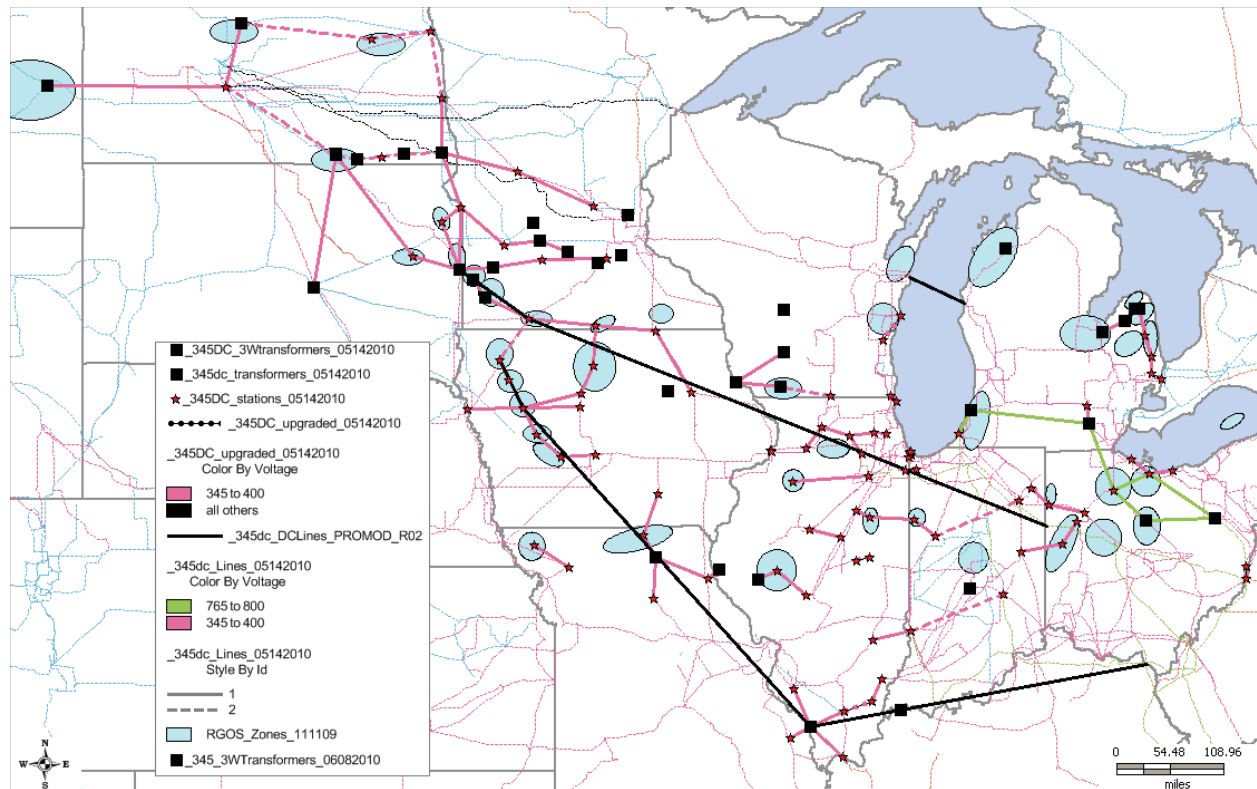 _345DC_3Wtransformers_05142010
_345dc_transformers_05142010
_345DC_stations_05142010
_345DC_upgraded_05142010
_345DC_upgraded_05142010
Color By Voltage
345 to 400
all others
_345dc_DCLines_PROMOD_R02
_345dc_Lines_05142010
Color By Voltage
765 to 800
345 to 400
_345dc_Lines_05142010
Style By Id
1
2
RGOS_Zones_111109
_345_3WTransformers_06082010
N
W E
S
0 54.48 108.96
miles